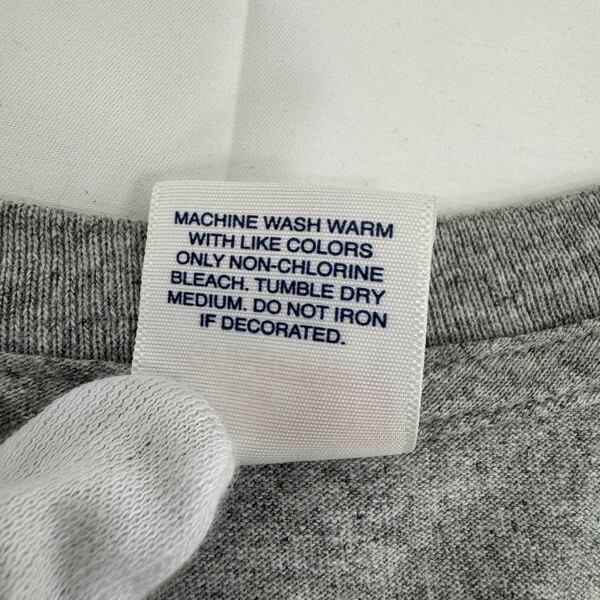 MACHINE WASH WARM
WITH LIKE COLORS
ONLY NON-CHLORINE
BLEACH. TUMBLE DRY
MEDIUM. DO NOT IRON
IF DECORATED.